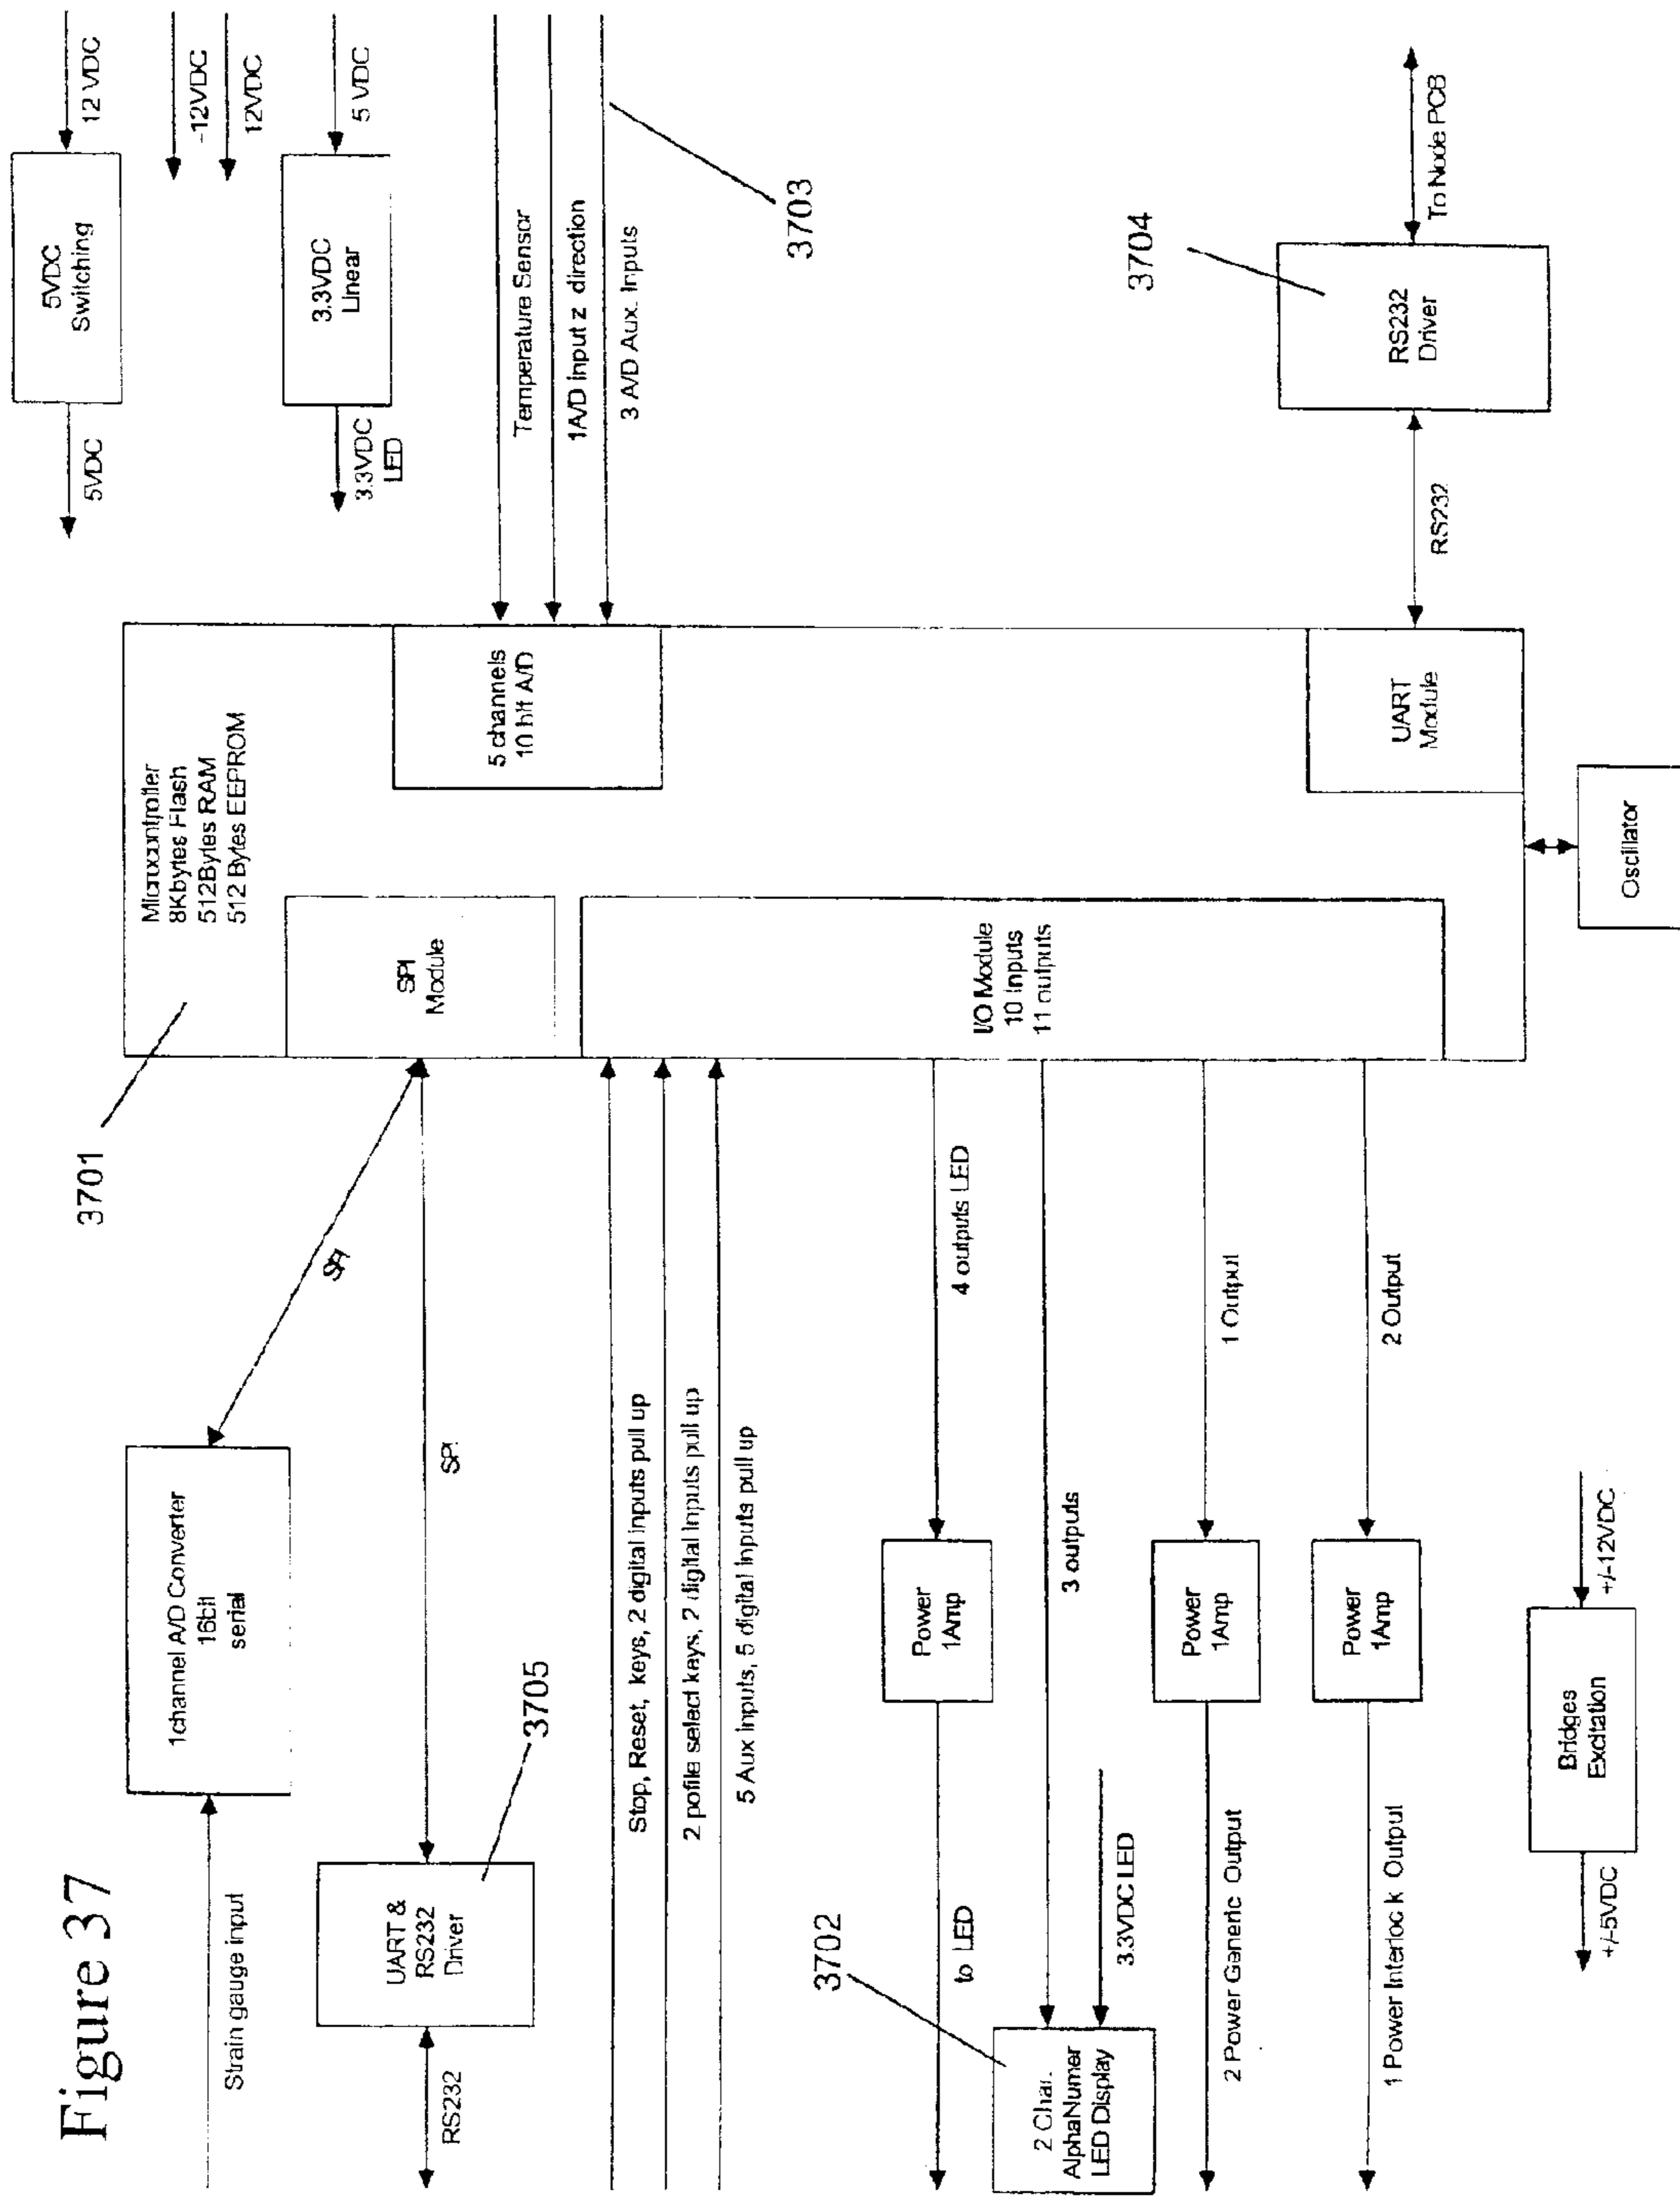 Figure 37
3701
Microcontroller
8Kbytes Flash
512Bytes RAM
512 Bytes EEPROM
5VDC
Switching
12 VDC
5VDC
-12VDC
12VDC
3.3VDC
Linear
5 VDC
3.3VDC
LED
Strain gauge input
1channel A/D Converter
16bit
serial
SPI
SPI
Module
5 channels
10 bit A/D
Temperature Sensor
1A/D Input z direction
3 A/D Aux. Inputs
3703
RS232
UART &
RS232
Driver
3705
SPI
Stop, Reset, keys, 2 digital inputs pull up
2 pofile select keys, 2 digital Inputs pull up
5 Aux inputs, 5 digital inputs pull up
I/O Module
10 Inputs
11 outputs
to LED
Power
1Amp
4 outputs LED
3702
2 Char.
AlphaNumer
LED Display
3 outputs
3.3VDC LED
2 Power Generic Output
Power
1Amp
1 Output
1 Power Interlock Output
Power
1Amp
2 Output
UART
Module
RS232
RS232
Driver
3704
To Node PCB
+/-5VDC
Bridges
Excitation
+/-12VDC
Oscillator